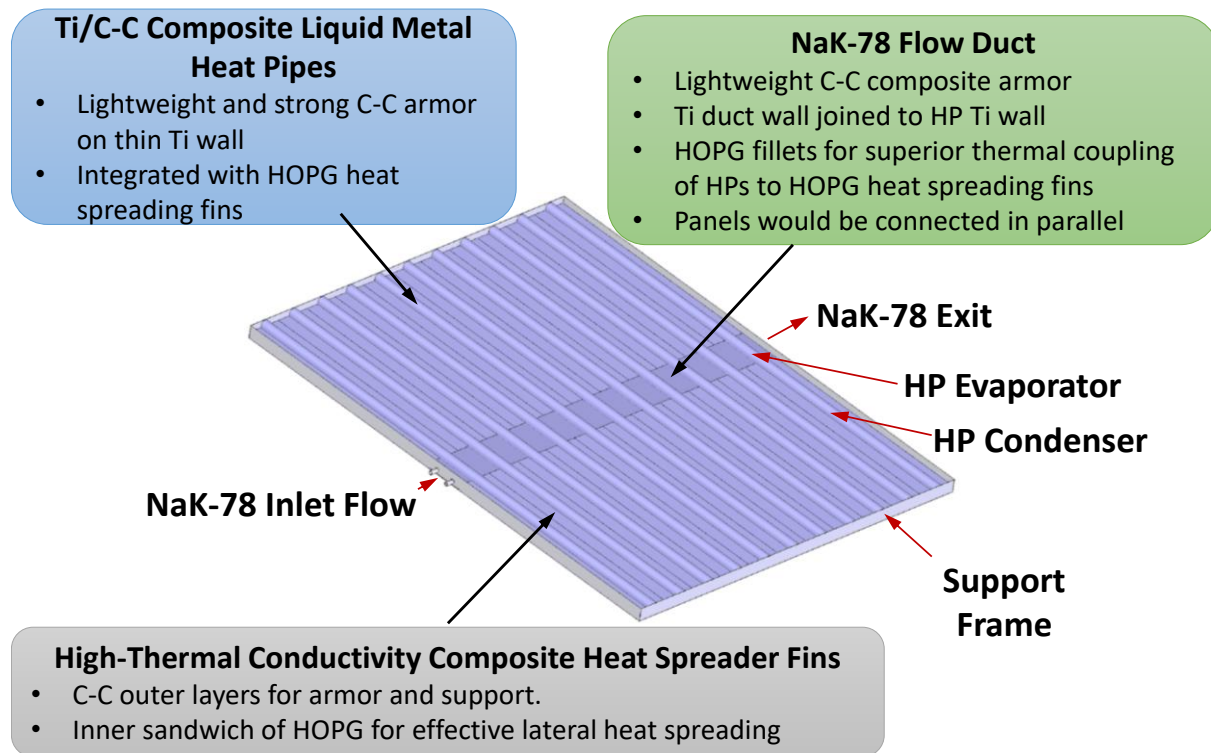 Ti/C-C Composite Liquid Metal
Heat Pipes
• Lightweight and strong C-C armor
on thin Ti wall
• Integrated with HOPG heat
spreading fins
NaK-78 Flow Duct
• Lightweight C-C composite armor
• Ti duct wall joined to HP Ti wall
• HOPG fillets for superior thermal coupling
of HPs to HOPG heat spreading fins
• Panels would be connected in parallel
NaK-78 Exit
HP Evaporator
HP Condenser
NaK-78 Inlet Flow
Support
Frame
High-Thermal Conductivity Composite Heat Spreader Fins
• C-C outer layers for armor and support.
• Inner sandwich of HOPG for effective lateral heat spreading